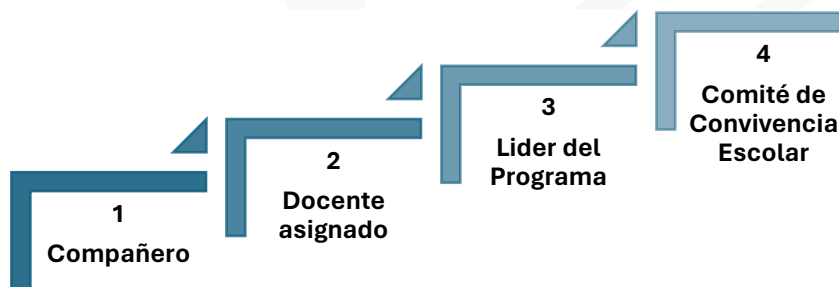 1
Compañero
2
Docente
asignado
3
Lider del
Programa
4
Comité de
Convivencia
Escolar